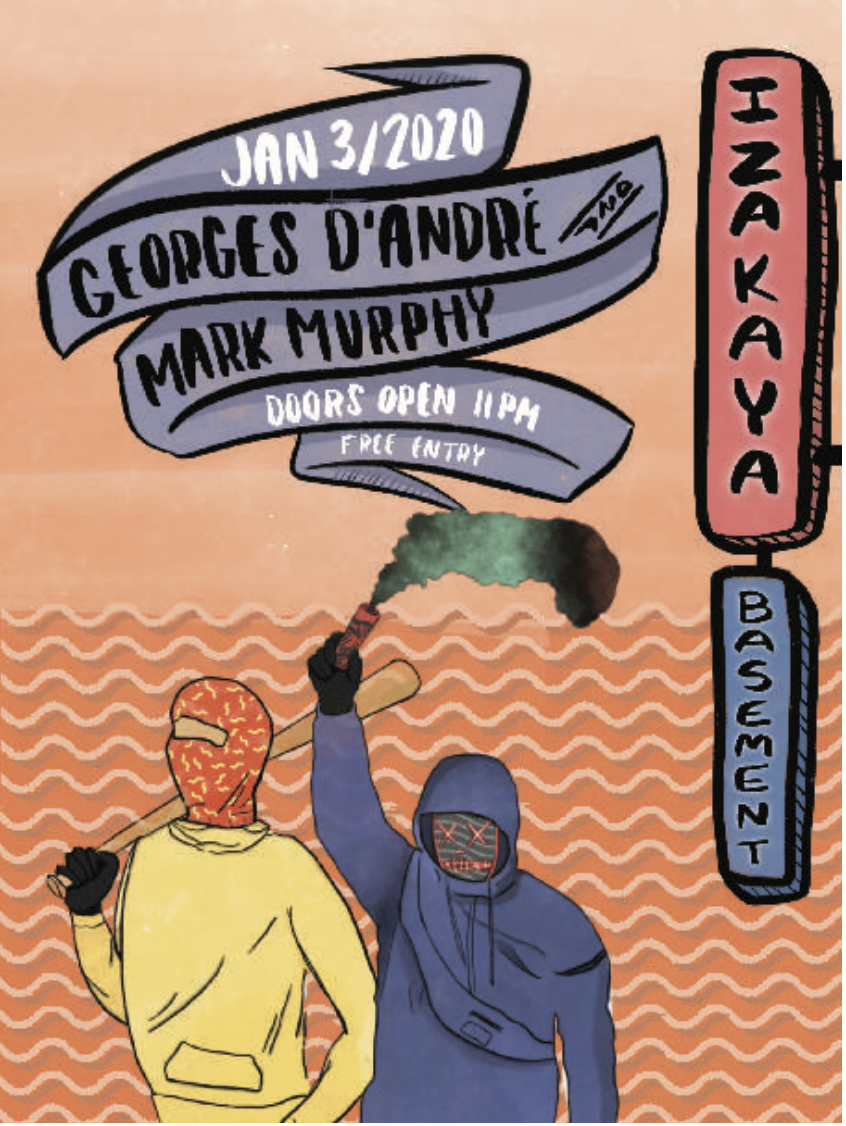 JAN 3/2020
GEORGES D'ANDRÉ AND
MARK MURPHY
DOORS OPEN 11PM
FREE ENTRY
IZAKAYA
BASEMENT